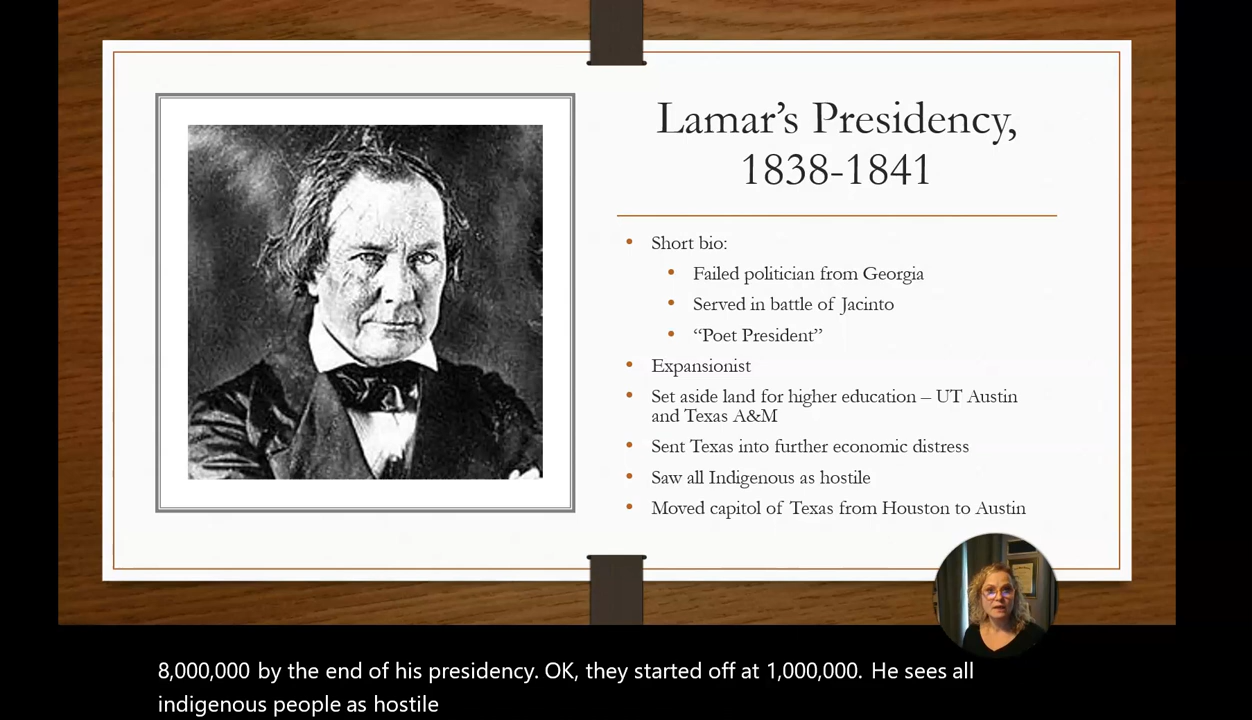 Lamar’s Presidency,
1838-1841
• Short bio:
• Failed politician from Georgia
• Served in battle of Jacinto
• “Poet President”
• Expansionist
• Set aside land for higher education – UT Austin
and Texas A&M
• Sent Texas into further economic distress
• Saw all Indigenous as hostile
• Moved capitol of Texas from Houston to Austin
8,000,000 by the end of his presidency. OK, they started off at 1,000,000. He sees all
indigenous people as hostile